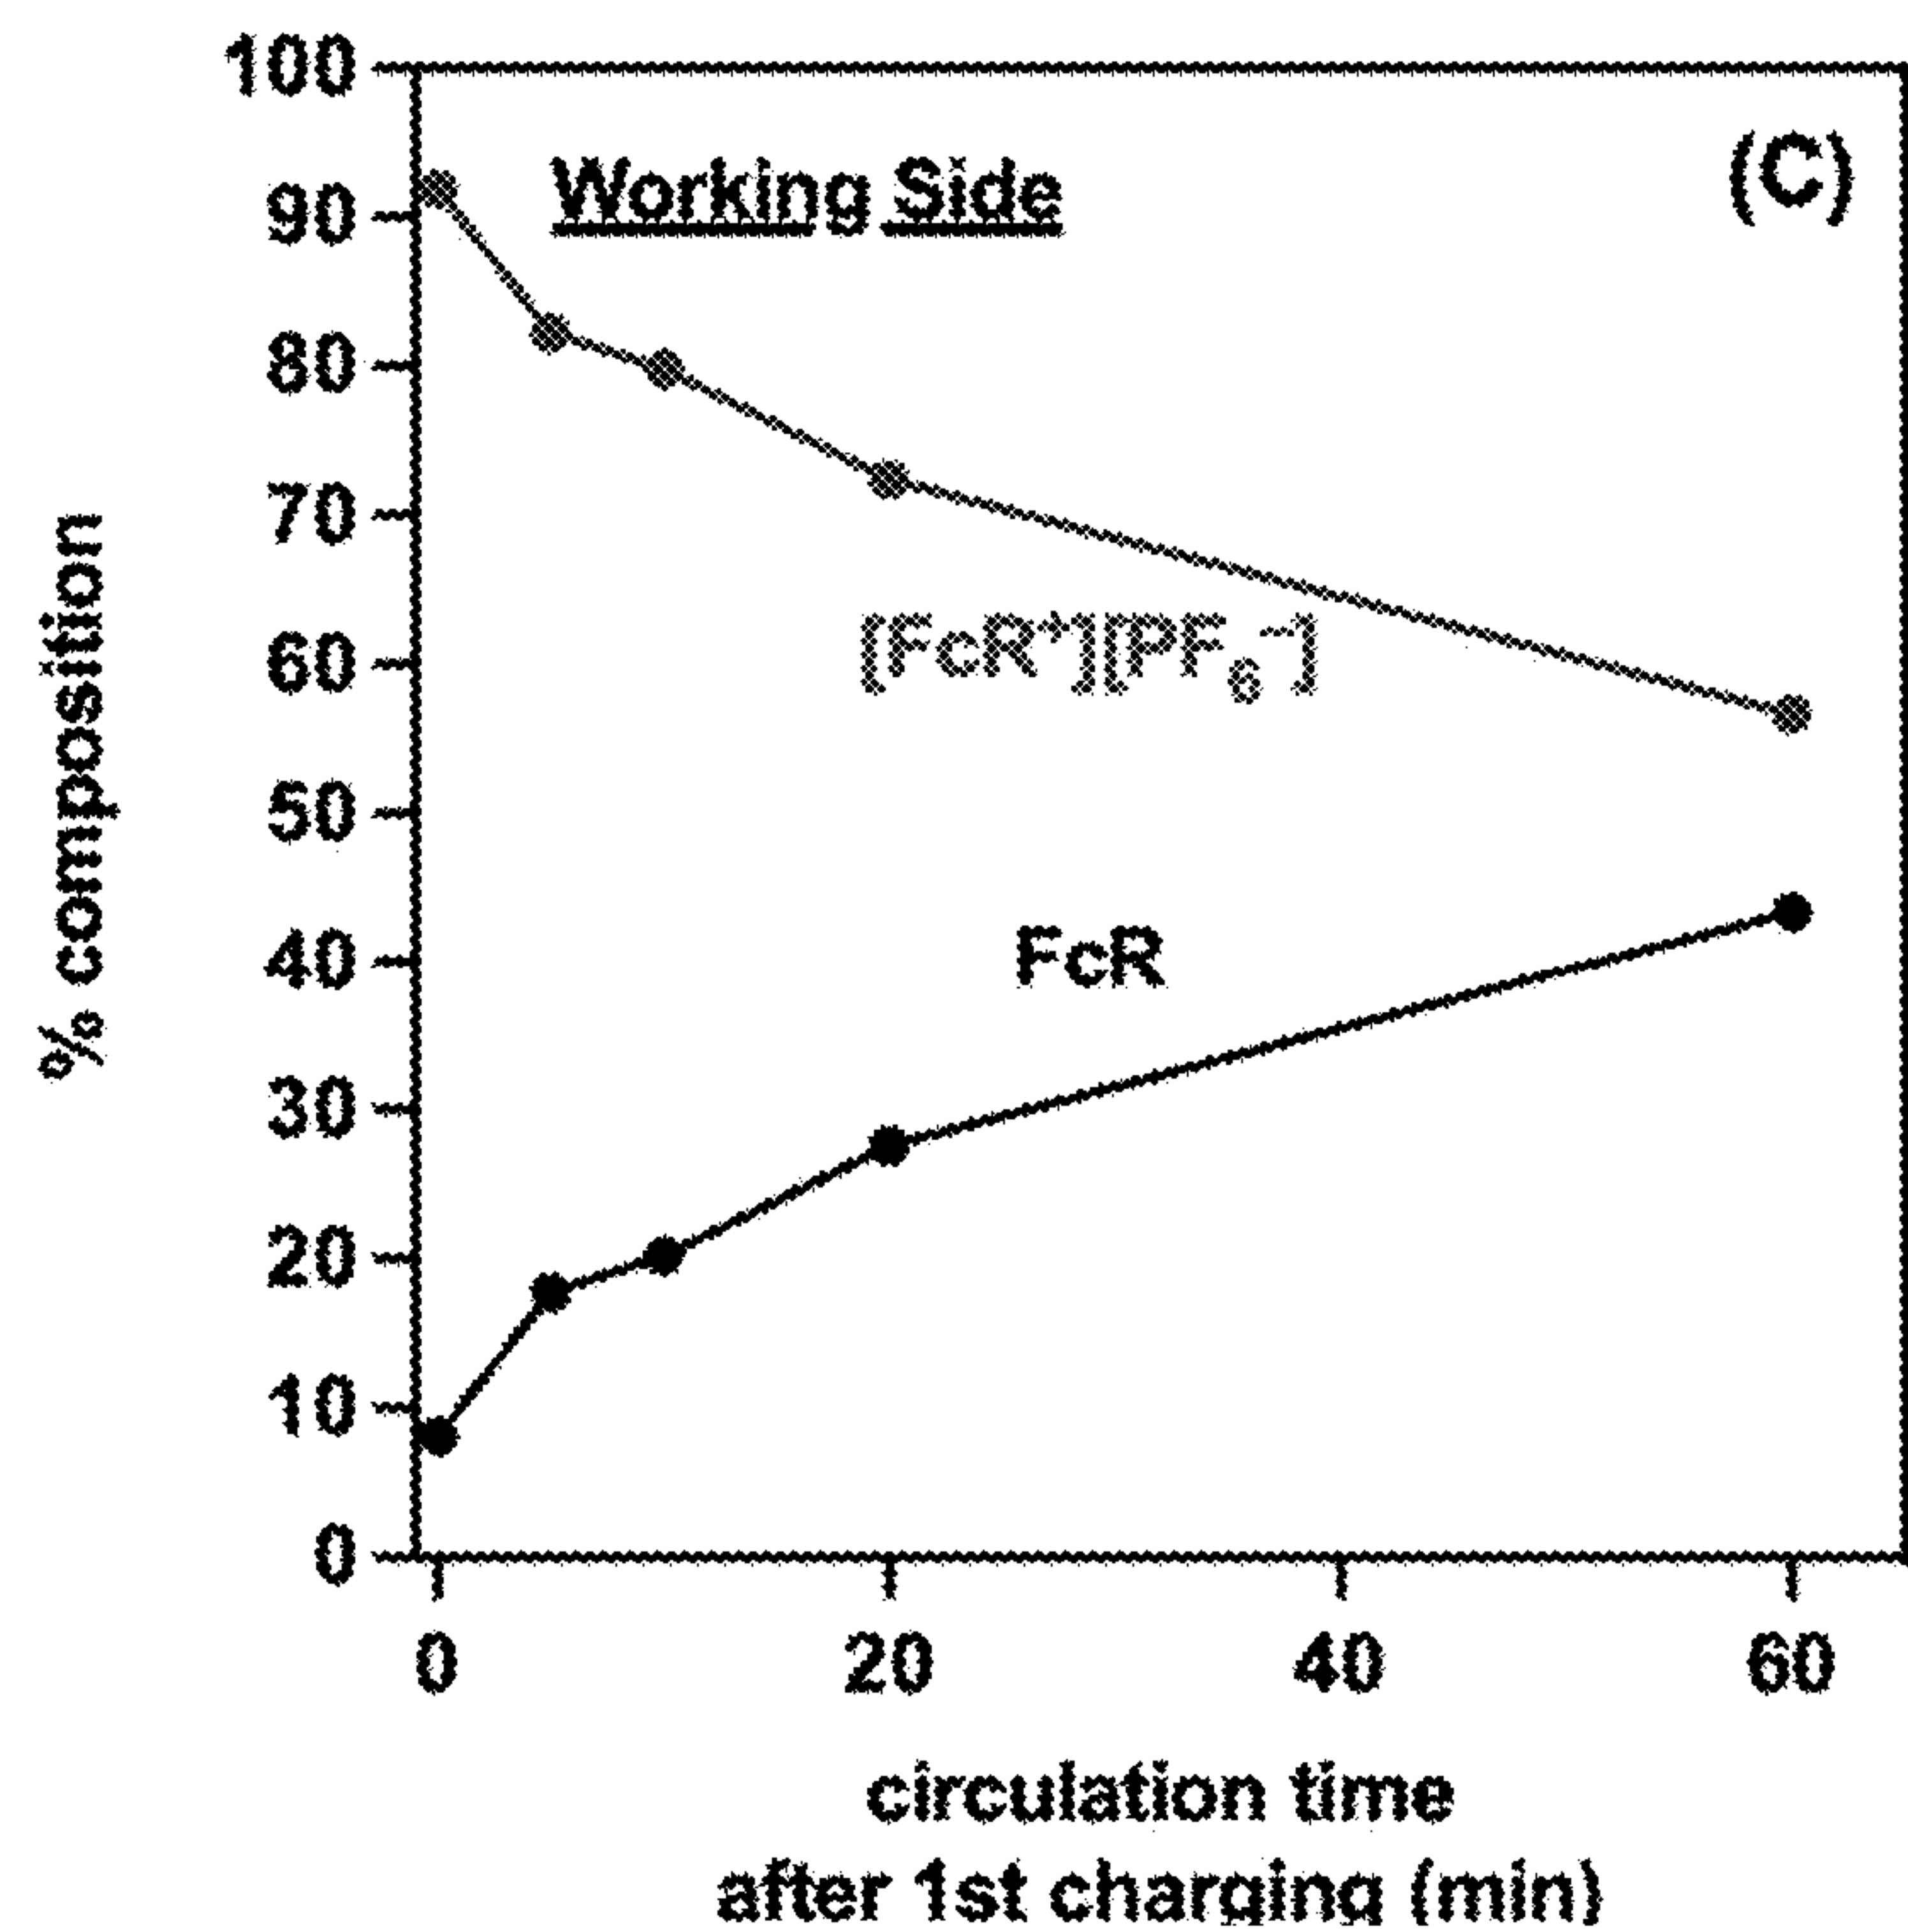 100
Working Side
(C)
90
80
70
[FcR⁺][PF₆⁻]
60
50
FcR
40
30
20
10
0
% composition
0 20 40 60
circulation time
after 1st charging (min)